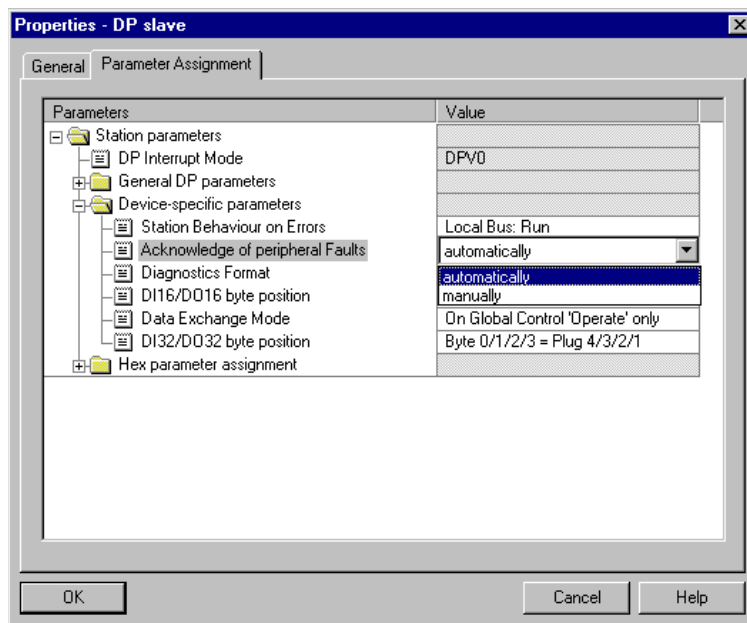 Properties - DP slave
General Parameter Assignment
Parameters Value
Station parameters
DP Interrupt Mode DPV0
General DP parameters
Device-specific parameters
Station Behaviour on Errors Local Bus: Run
Acknowledge of peripheral Faults automatically
Diagnostics Format automatically
DI16/DO16 byte position manually
Data Exchange Mode On Global Control 'Operate' only
DI32/DO32 byte position Byte 0/1/2/3 = Plug 4/3/2/1
Hex parameter assignment
OK Cancel Help